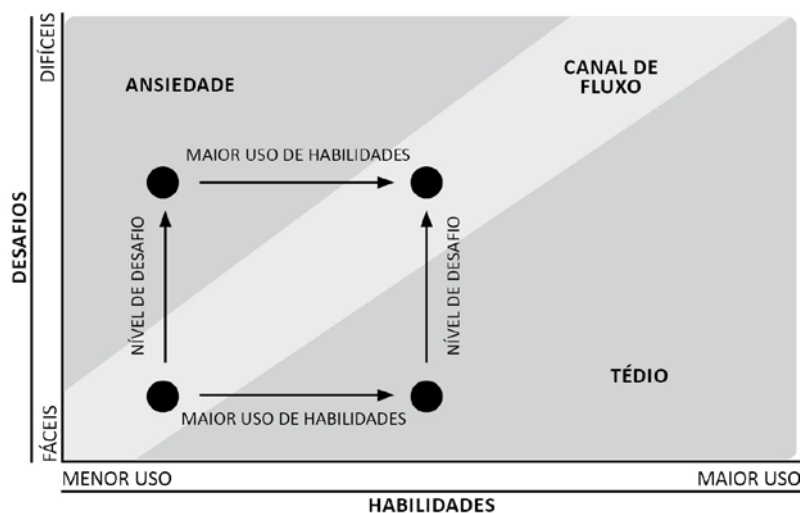 DIFÍCEIS
ANSIEDADE
CANAL DE
FLUXO
MAIOR USO DE HABILIDADES
DESAFIOS
NÍVEL DE DESAFIO
NÍVEL DE DESAFIO
TÉDIO
MAIOR USO DE HABILIDADES
FÁCEIS
MENOR USO
MAIOR USO
HABILIDADES